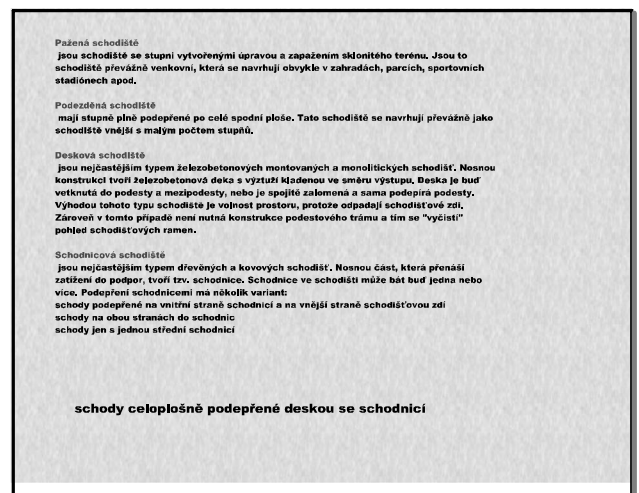 Pažená schodiště
jsou schodiště se stupni vytvořenými úpravou a zapažením sklonitého terénu. Jsou to
schodiště převážně venkovní, která se navrhují obvykle v zahradách, parcích, sportovních
stadiónech apod.
Podezděná schodiště
mají stupně plně podepřené po celé spodní ploše. Tato schodiště se navrhují převážně jako
schodiště vnější s malým počtem stupňů.
Desková schodiště
jsou nejčastějším typem železobetonových montovaných a monolitických schodišť. Nosnou
konstrukci tvoří železobetonová deka s výztuží kladenou ve směru výstupu. Deska je buď
vetknutá do podesty a mezipodesty, nebo je spojitě zalomená a sama podepírá podesty.
Výhodou tohoto typu schodiště je volnost prostoru, protože odpadají schodišťové zdi.
Zároveň v tomto případě není nutná konstrukce podestového trámu a tím se "vyčistí"
pohled schodišťových ramen.
Schodnicová schodiště
jsou nejčastějším typem dřevěných a kovových schodišť. Nosnou část, která přenáší
zatížení do podpor, tvoří tzv. schodnice. Schodnice ve schodišti může bát buď jedna nebo
více. Podepření schodnicemi má několik variant:
schody podepřené na vnitřní straně schodnicí a na vnější straně schodišťovou zdí
schody na obou stranách do schodnic
schody jen s jednou střední schodnicí
schody celoplošně podepřené deskou se schodnicí